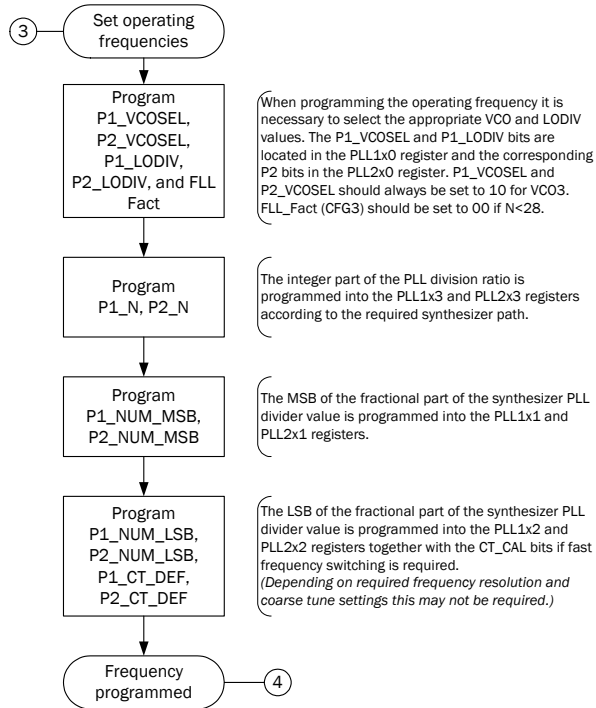 3
Set operating
frequencies
Program
P1_VCOSEL,
P2_VCOSEL,
P1_LODIV,
P2_LODIV, and FLL
Fact
When programming the operating frequency it is
necessary to select the appropriate VCO and LODIV
values. The P1_VCOSEL and P1_LODIV bits are
located in the PLL1x0 register and the corresponding
P2 bits in the PLL2x0 register. P1_VCOSEL and
P2_VCOSEL should always be set to 10 for VCO3.
FLL_Fact (CFG3) should be set to 00 if N<28.
Program
P1_N, P2_N
The integer part of the PLL division ratio is
programmed into the PLL1x3 and PLL2x3 registers
according to the required synthesizer path.
Program
P1_NUM_MSB,
P2_NUM_MSB
The MSB of the fractional part of the synthesizer PLL
divider value is programmed into the PLL1x1 and
PLL2x1 registers.
Program
P1_NUM_LSB,
P2_NUM_LSB,
P1_CT_DEF,
P2_CT_DEF
The LSB of the fractional part of the synthesizer PLL
divider value is programmed into the PLL1x2 and
PLL2x2 registers together with the CT_CAL bits if fast
frequency switching is required.
(Depending on required frequency resolution and
coarse tune settings this may not be required.)
Frequency
programmed
4